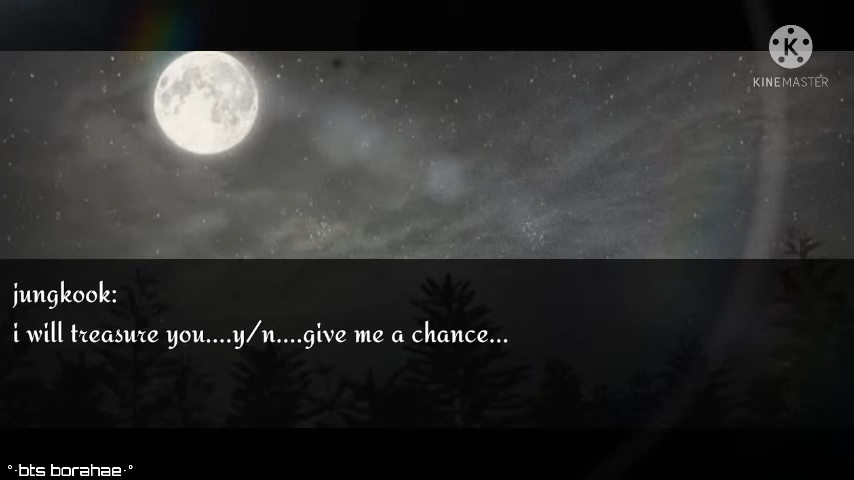 K
KINEMASTER
jungkook:
i will treasure you....y/n....give me a chance...
°·bts borahae·°